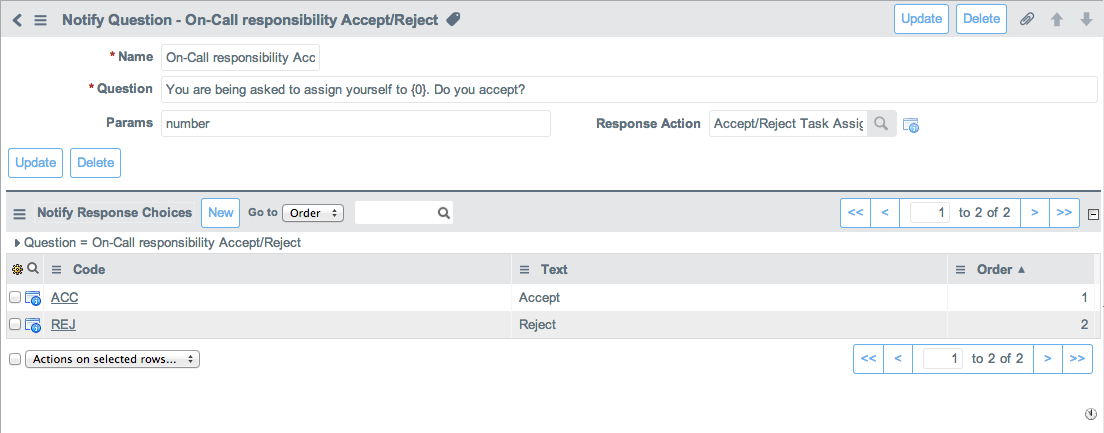 Notify Question - On-Call responsibility Accept/Reject Update Delete
* Name On-Call responsibility Acc
* Question You are being asked to assign yourself to {0}. Do you accept?
Params number Response Action Accept/Reject Task Assig
Update Delete
Notify Response Choices New Go to Order << < 1 to 2 of 2 > >>
Question = On-Call responsibility Accept/Reject
Code Text Order
ACC Accept 1
REJ Reject 2
Actions on selected rows... << < 1 to 2 of 2 > >>